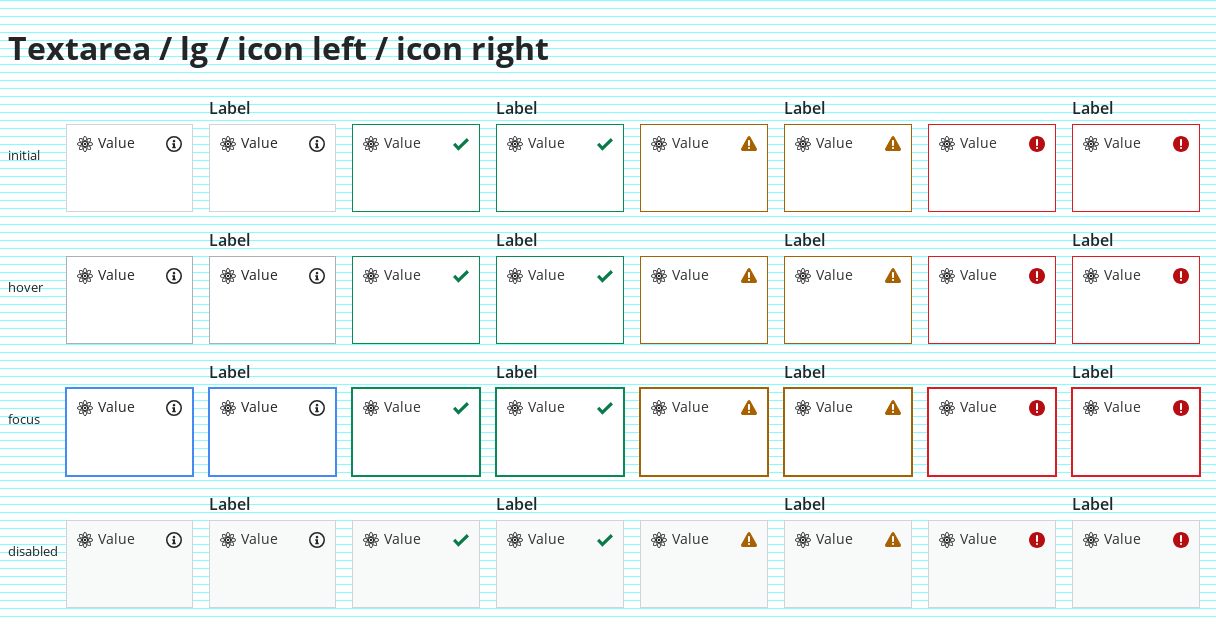 Textarea / lg / icon left / icon right
Label Label Label Label
initial Value Value Value Value Value Value Value Value
Label Label Label Label
hover Value Value Value Value Value Value Value Value
Label Label Label Label
focus Value Value Value Value Value Value Value Value
Label Label Label Label
disabled Value Value Value Value Value Value Value Value